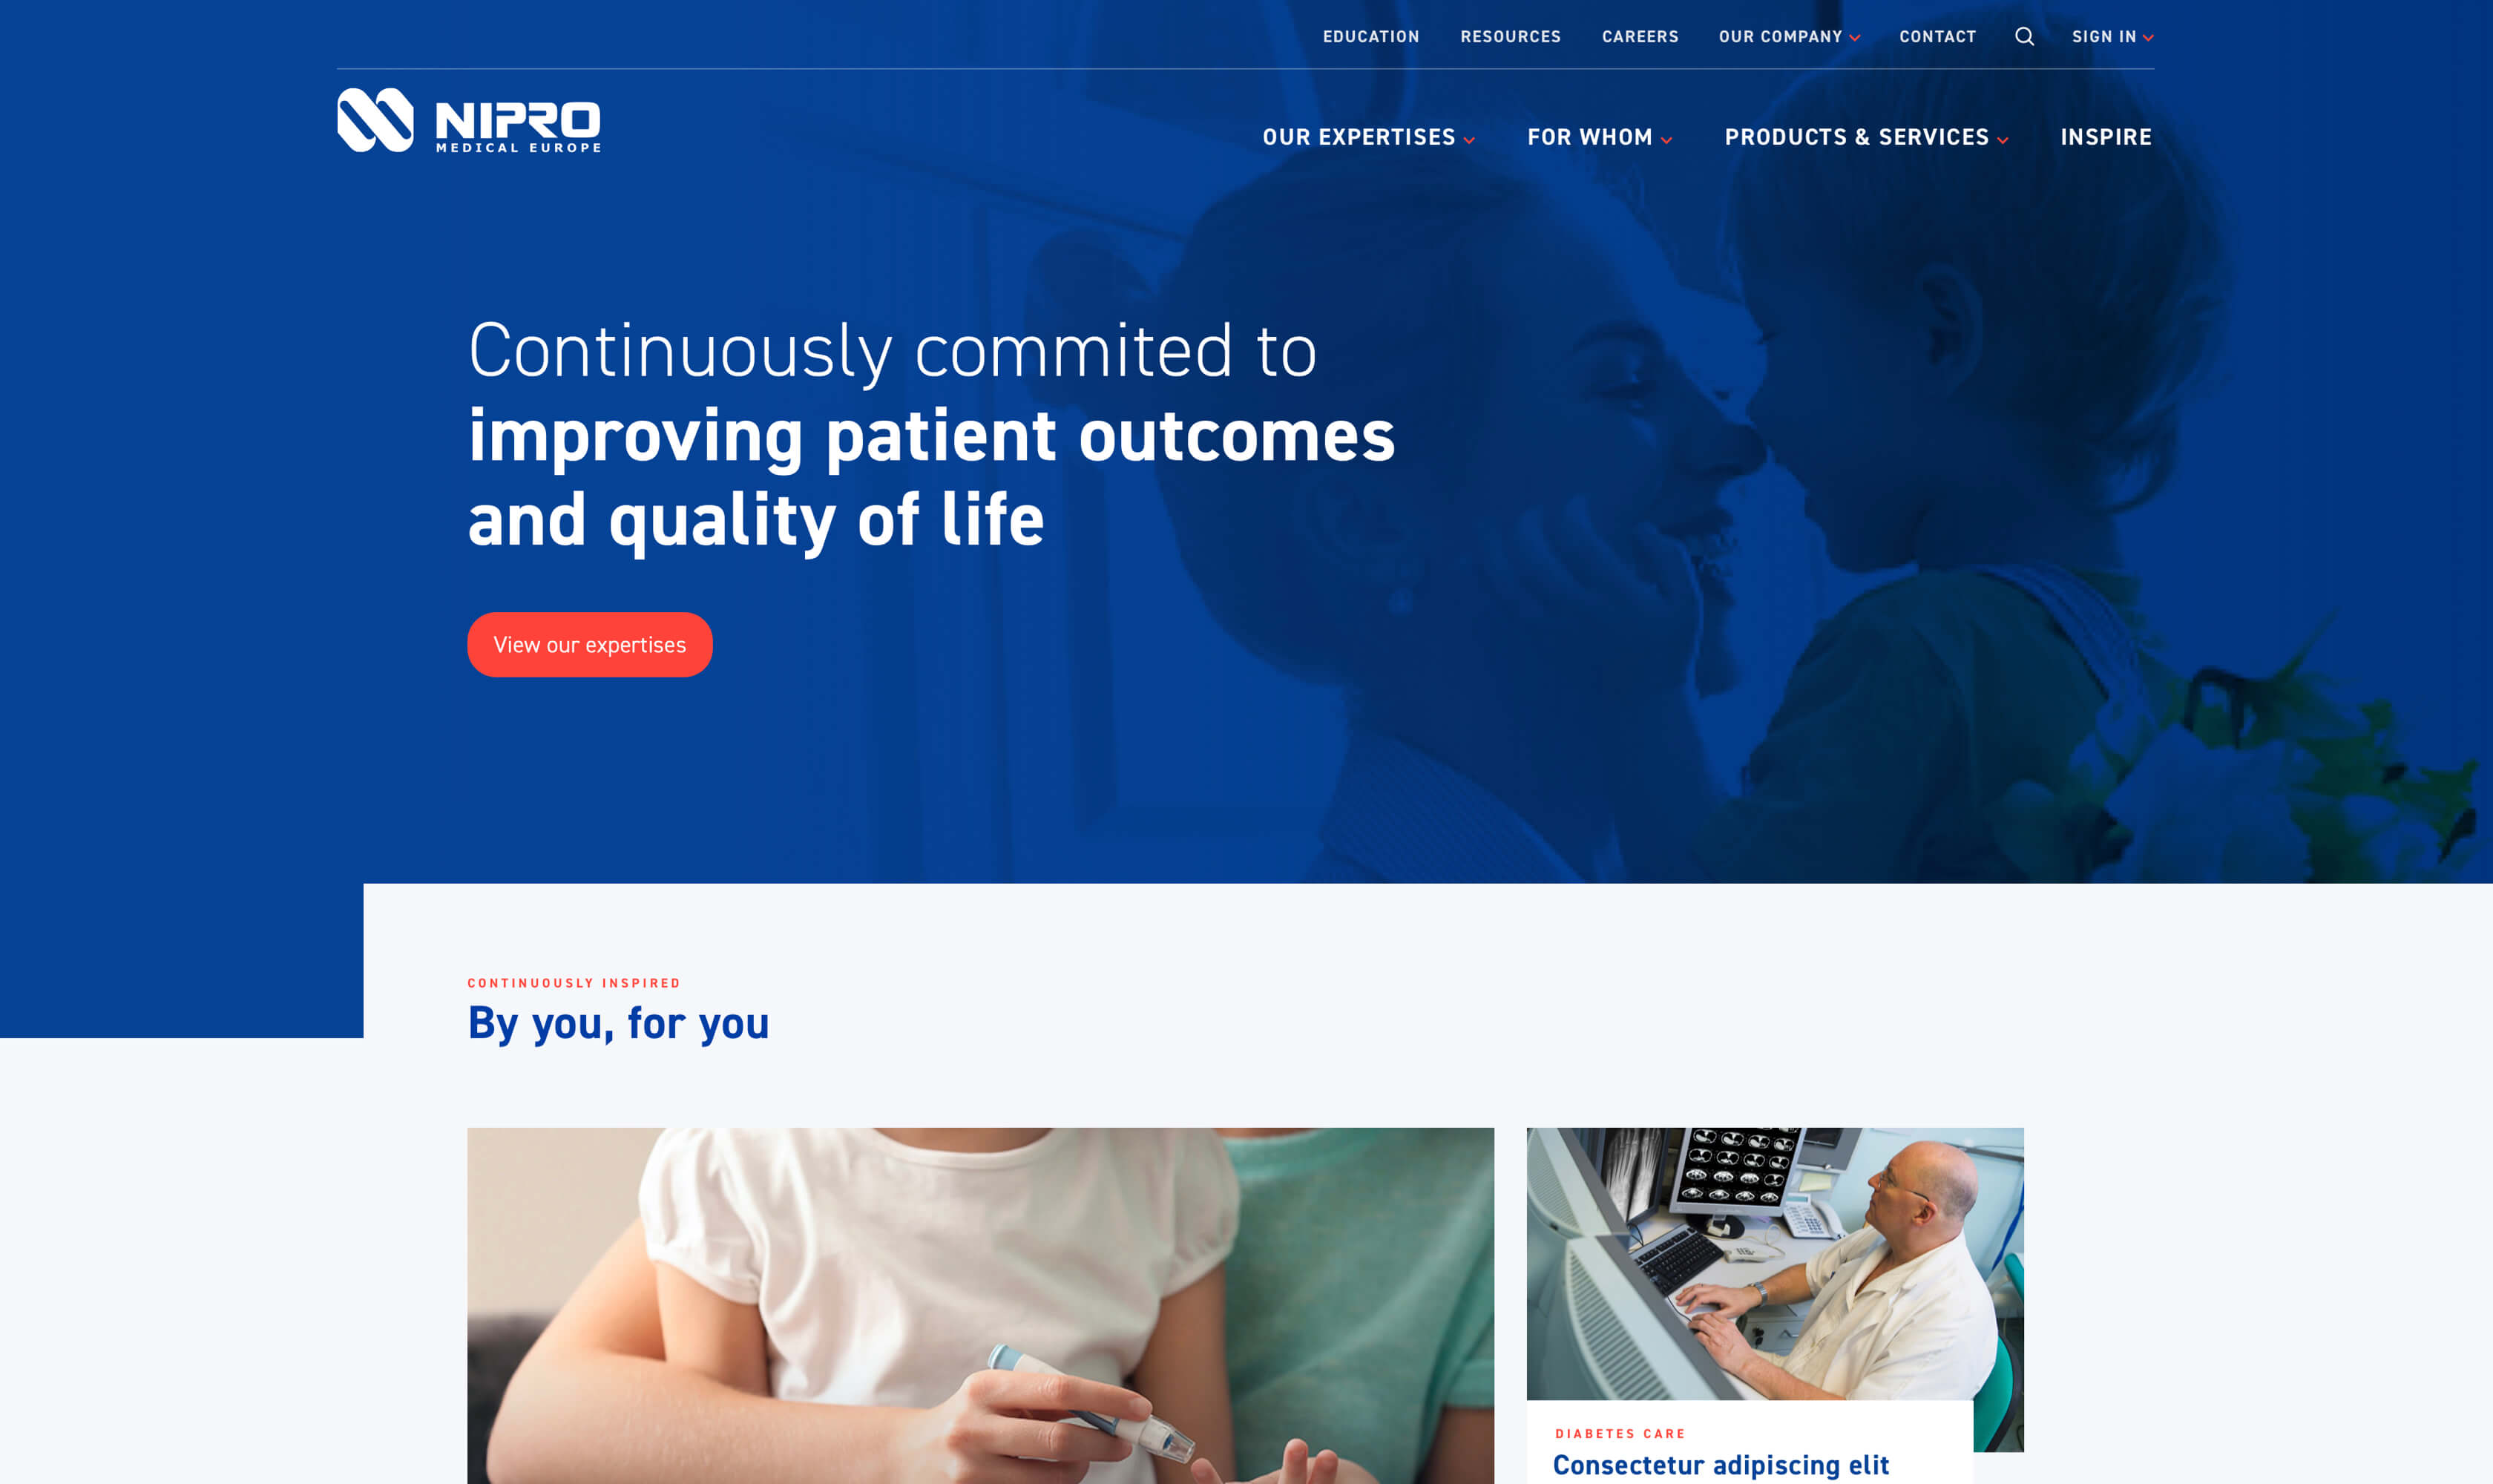 EDUCATION RESOURCES CAREERS OUR COMPANY CONTACT SIGN IN
NIPRO
MEDICAL EUROPE
OUR EXPERTISES FOR WHOM PRODUCTS & SERVICES INSPIRE
Continuously commited to
improving patient outcomes
and quality of life
View our expertises
CONTINUOUSLY INSPIRED
By you, for you
DIABETES CARE
Consectetur adipiscing elit